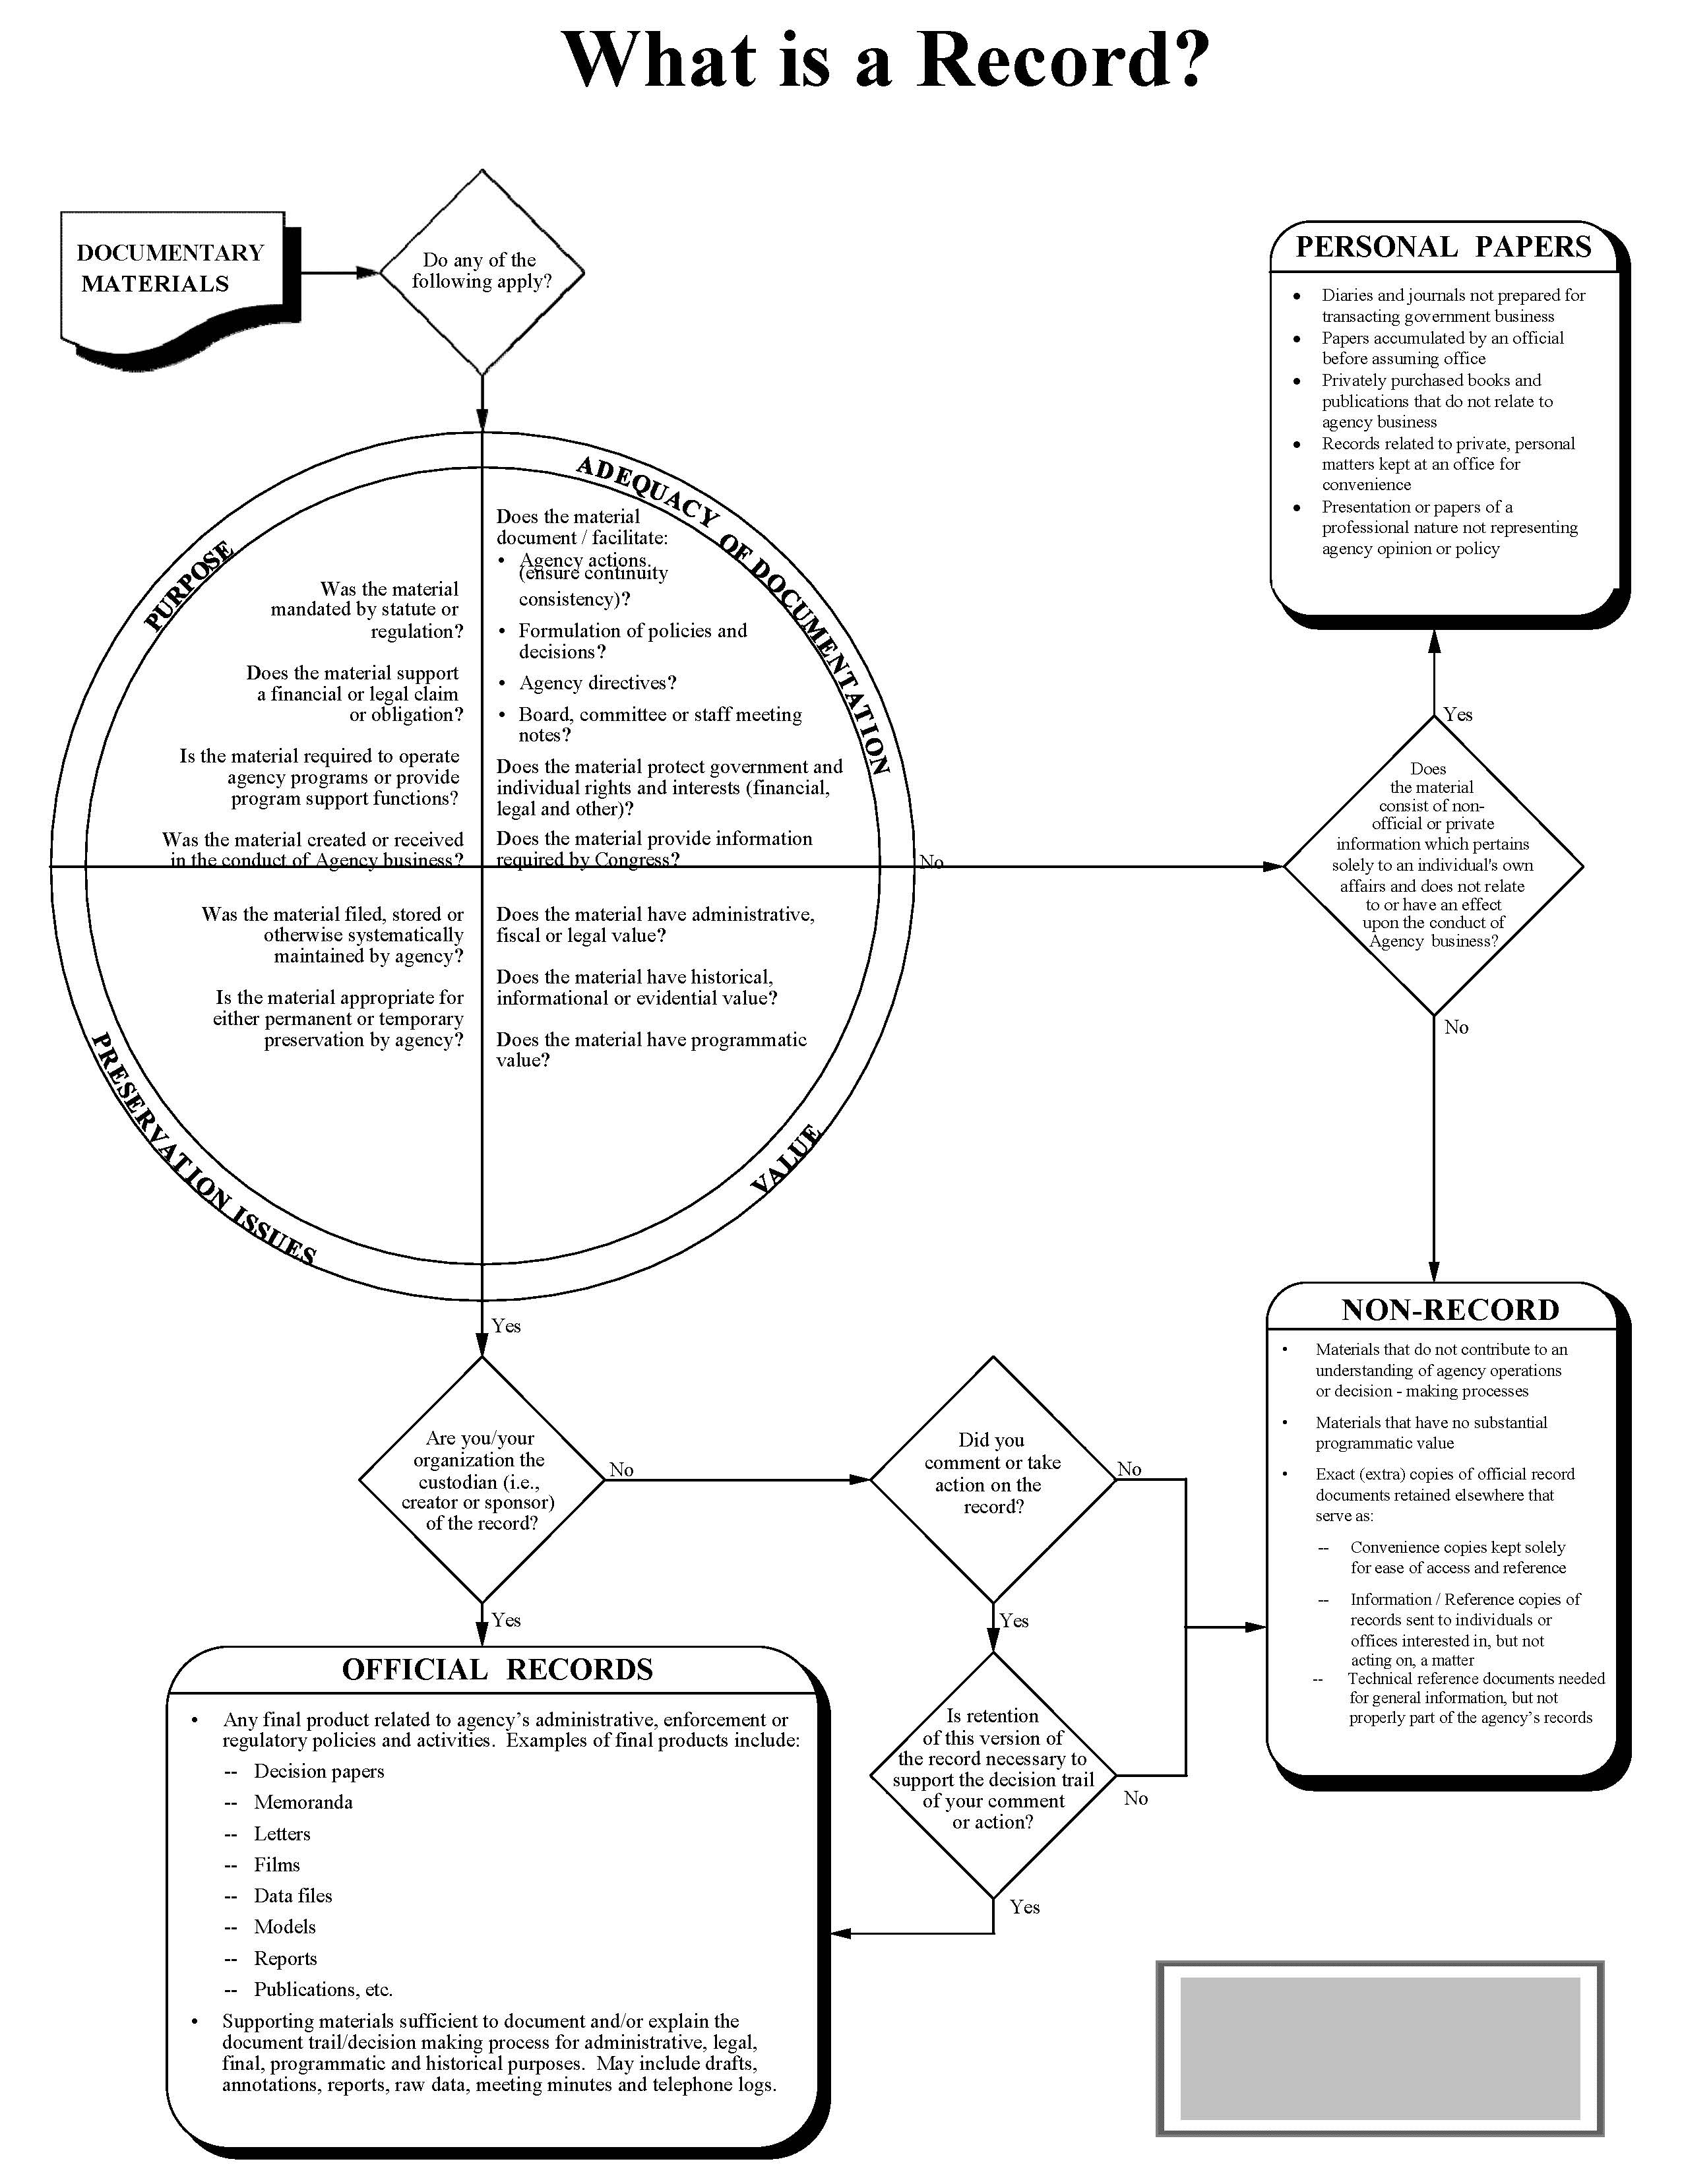 What is a Record?
DOCUMENTARY
MATERIALS
Do any of the
following apply?
PURPOSE
Was the material
mandated by statute or
regulation?
Does the material support
a financial or legal claim
or obligation?
Is the material required to operate
agency programs or provide
program support functions?
Was the material created or received
in the conduct of Agency business?
ADEQUACY OF DOCUMENTATION
Does the material
document / facilitate:
• Agency actions.
(ensure continuity
consistency)?
• Formulation of policies and
decisions?
• Agency directives?
• Board, committee or staff meeting
notes?
Does the material protect government and
individual rights and interests (financial,
legal and other)?
Does the material provide information
required by Congress?
PRESERVATION ISSUES
Was the material filed, stored or
otherwise systematically
maintained by agency?
Is the material appropriate for
either permanent or temporary
preservation by agency?
VALUE
Does the material have administrative,
fiscal or legal value?
Does the material have historical,
informational or evidential value?
Does the material have programmatic
value?
No
Does
the material
consist of non-
official or private
information which pertains
solely to an individual's own
affairs and does not relate
to or have an effect
upon the conduct of
Agency business?
Yes
PERSONAL PAPERS
• Diaries and journals not prepared for
transacting government business
• Papers accumulated by an official
before assuming office
• Privately purchased books and
publications that do not relate to
agency business
• Records related to private, personal
matters kept at an office for
convenience
• Presentation or papers of a
professional nature not representing
agency opinion or policy
No
NON-RECORD
• Materials that do not contribute to an
understanding of agency operations
or decision - making processes
• Materials that have no substantial
programmatic value
• Exact (extra) copies of official record
documents retained elsewhere that
serve as:
-- Convenience copies kept solely
for ease of access and reference
-- Information / Reference copies of
records sent to individuals or
offices interested in, but not
acting on, a matter
-- Technical reference documents needed
for general information, but not
properly part of the agency’s records
Yes
Are you/your
organization the
custodian (i.e.,
creator or sponsor)
of the record?
No
Did you
comment or take
action on the
record?
No
Yes
Is retention
of this version of
the record necessary to
support the decision trail
of your comment
or action?
No
Yes
Yes
OFFICIAL RECORDS
• Any final product related to agency’s administrative, enforcement or
regulatory policies and activities. Examples of final products include:
-- Decision papers
-- Memoranda
-- Letters
-- Films
-- Data files
-- Models
-- Reports
-- Publications, etc.
• Supporting materials sufficient to document and/or explain the
document trail/decision making process for administrative, legal,
final, programmatic and historical purposes. May include drafts,
annotations, reports, raw data, meeting minutes and telephone logs.